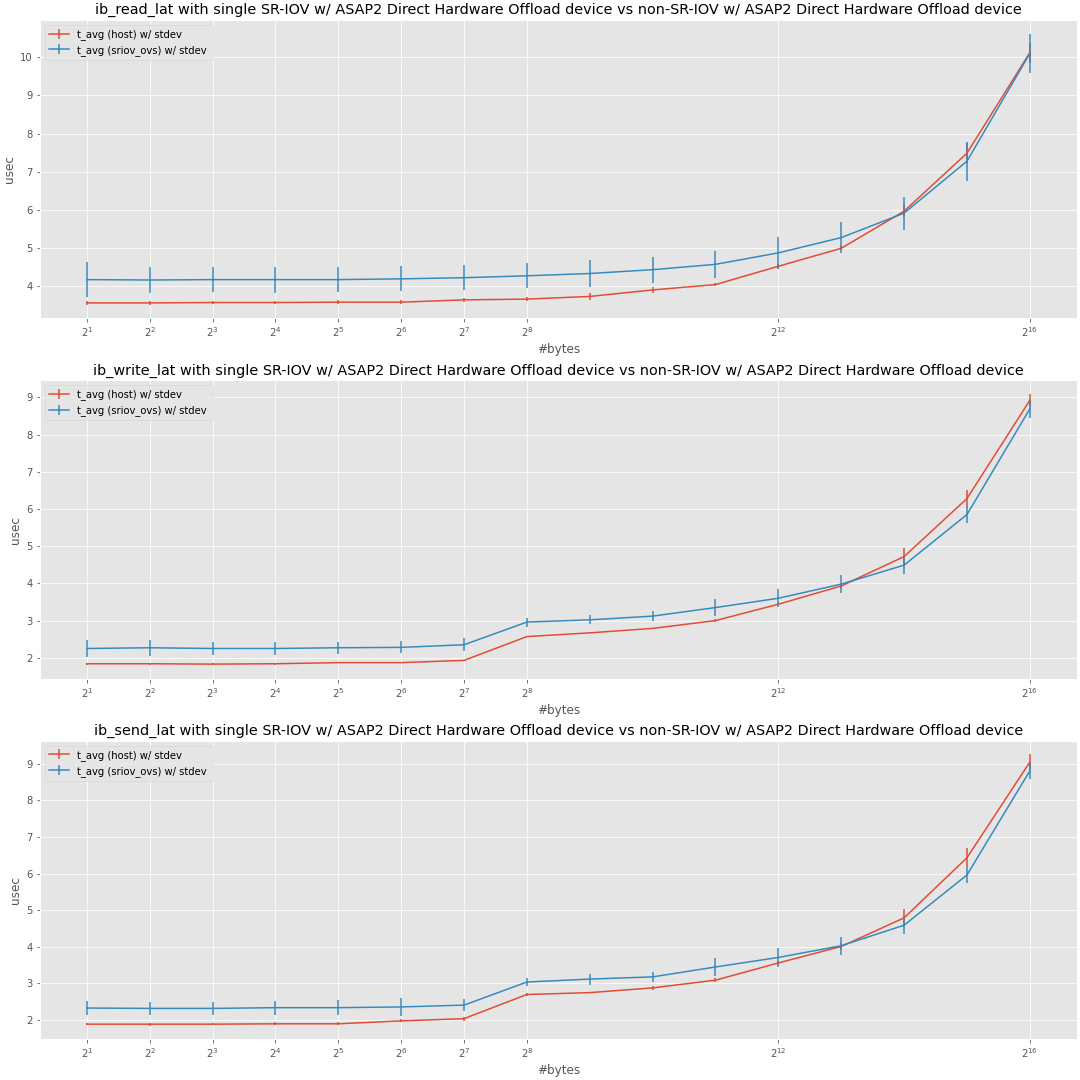 ib_read_lat with single SR-IOV w/ ASAP2 Direct Hardware Offload device vs non-SR-IOV w/ ASAP2 Direct Hardware Offload device
t_avg (host) w/ stdev
t_avg (sriov_ovs) w/ stdev
10
9
8
7
6
5
4
usec
2^1 2^2 2^3 2^4 2^5 2^6 2^7 2^8 2^12 2^16
#bytes
ib_write_lat with single SR-IOV w/ ASAP2 Direct Hardware Offload device vs non-SR-IOV w/ ASAP2 Direct Hardware Offload device
t_avg (host) w/ stdev
t_avg (sriov_ovs) w/ stdev
9
8
7
6
5
4
3
2
usec
2^1 2^2 2^3 2^4 2^5 2^6 2^7 2^8 2^12 2^16
#bytes
ib_send_lat with single SR-IOV w/ ASAP2 Direct Hardware Offload device vs non-SR-IOV w/ ASAP2 Direct Hardware Offload device
t_avg (host) w/ stdev
t_avg (sriov_ovs) w/ stdev
9
8
7
6
5
4
3
2
usec
2^1 2^2 2^3 2^4 2^5 2^6 2^7 2^8 2^12 2^16
#bytes